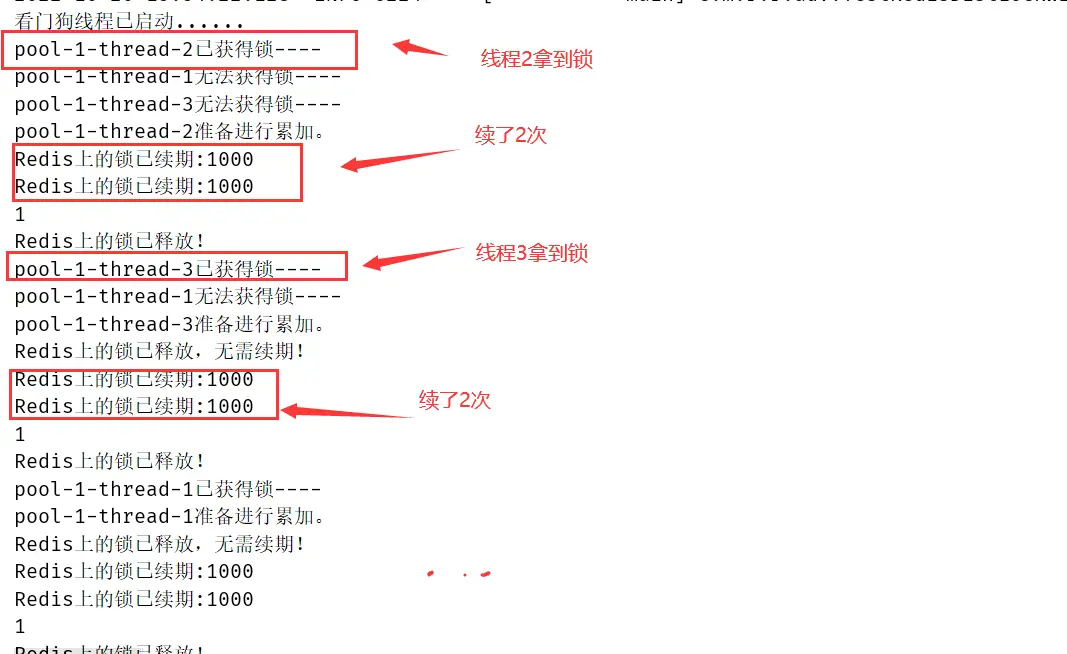 看门狗线程已启动......
pool-1-thread-2已获得锁----
线程2拿到锁
pool-1-thread-1无法获得锁----
pool-1-thread-3无法获得锁----
pool-1-thread-2准备进行累加。
续了2次
Redis上的锁已续期:1000
Redis上的锁已续期:1000
1
Redis上的锁已释放!
线程3拿到锁
pool-1-thread-3已获得锁----
pool-1-thread-1无法获得锁----
pool-1-thread-3准备进行累加。
Redis上的锁已释放，无需续期!
Redis上的锁已续期:1000
续了2次
Redis上的锁已续期:1000
1
Redis上的锁已释放!
pool-1-thread-1已获得锁----
pool-1-thread-1准备进行累加。
Redis上的锁已释放，无需续期!
Redis上的锁已续期:1000
Redis上的锁已续期:1000
1
Redis上的锁已释放!